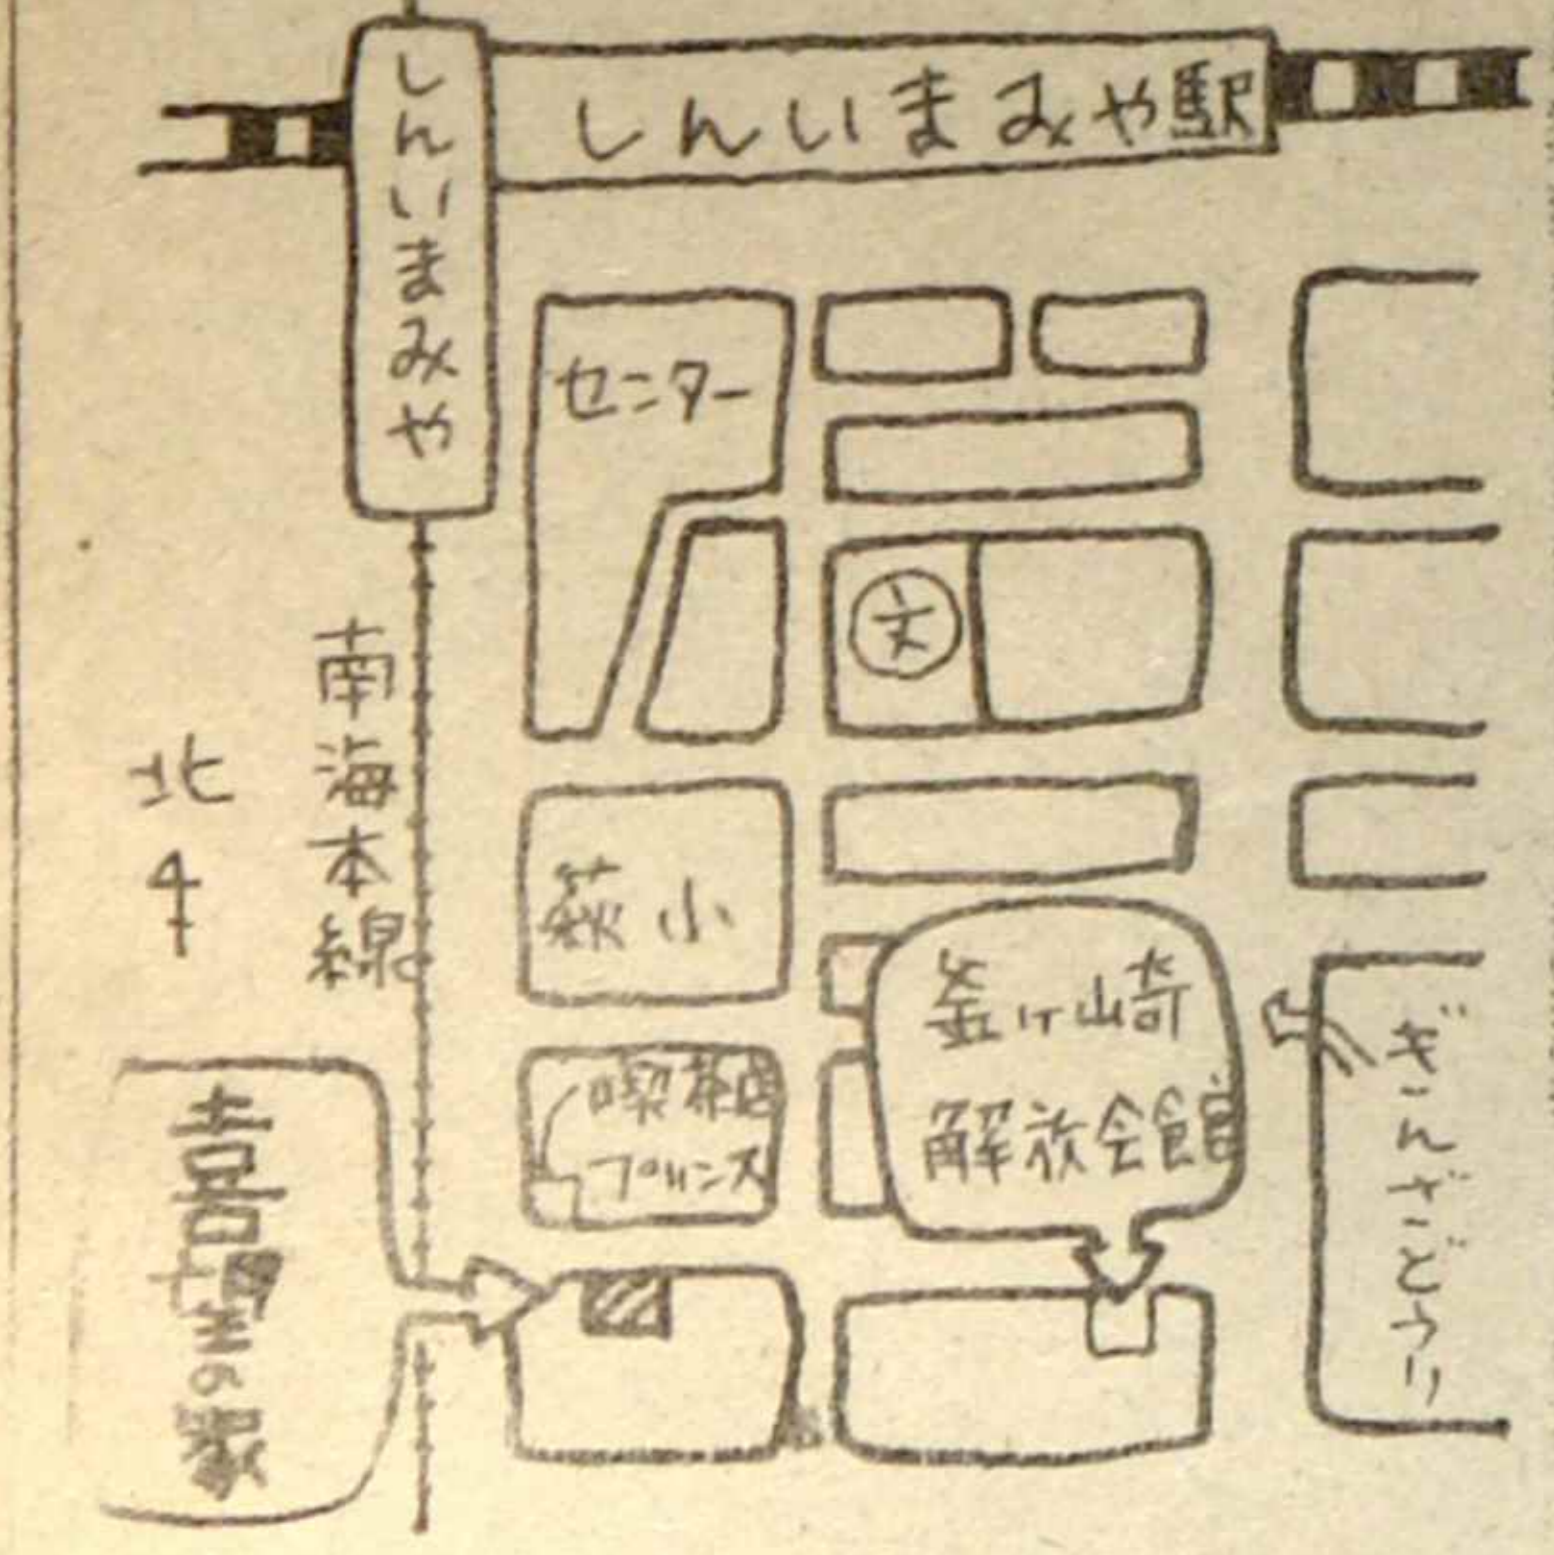 しんいまみや駅
しんいまみや
センター
文
南海本線
北
萩小
釜ヶ崎
解放会館
喫茶店
プリンス
ぎんざどうり
喜望の家